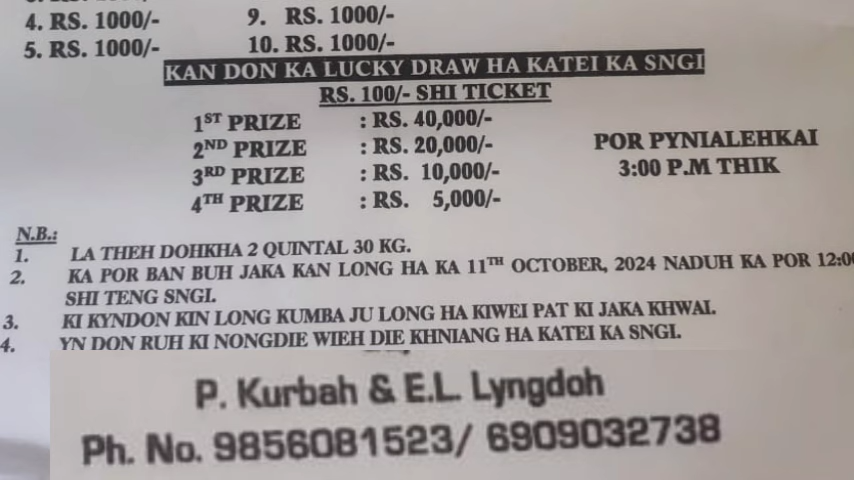 4. RS. 1000/- 9. RS. 1000/-
5. RS. 1000/- 10. RS. 1000/-
KAN DON KA LUCKY DRAW HA KATEI KA SNGI
RS. 100/- SHI TICKET
1ST PRIZE : RS. 40,000/-
2ND PRIZE : RS. 20,000/-
3RD PRIZE : RS. 10,000/-
4TH PRIZE : RS. 5,000/-
POR PYNIALEHKAI
3:00 P.M THIK
N.B.:
1. LA THEH DOHKHA 2 QUINTAL 30 KG.
2. KA POR BAN BUH JAKA KAN LONG HA KA 11TH OCTOBER, 2024 NADUH KA POR 12:00
SHI TENG SNGI.
3. KI KYNDON KIN LONG KUMBA JU LONG HA KIWEI PAT KI JAKA KHWAI.
4. YN DON RUH KI NONGDIE WIEH DIE KHNIANG HA KATEI KA SNGI.
P. Kurbah & E.L. Lyngdoh
Ph. No. 9856081523/ 6909032738